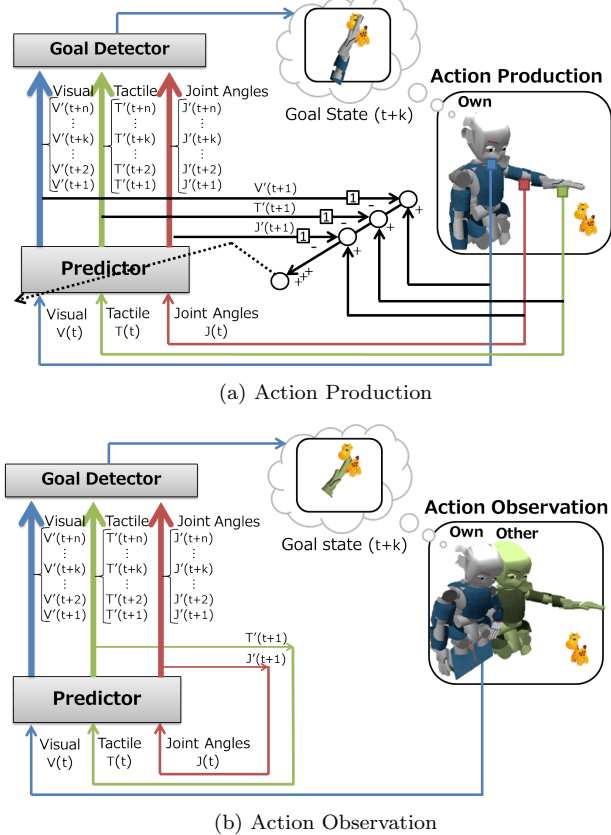 Goal Detector
Visual Tactile Joint Angles
V'(t+n) T'(t+n) J'(t+n)
⋮ ⋮ ⋮
V'(t+k) T'(t+k) J'(t+k)
⋮ ⋮ ⋮
V'(t+2) T'(t+2) J'(t+2)
V'(t+1) T'(t+1) J'(t+1)
Goal State (t+k)
Action Production
Own
V'(t+1)
1
-
+
T'(t+1)
1
-
+
J'(t+1)
1
-
+
+++
Predictor
Visual Tactile Joint Angles
V(t) T(t) J(t)
(a) Action Production
Goal Detector
Visual Tactile Joint Angles
V'(t+n) T'(t+n) J'(t+n)
⋮ ⋮ ⋮
V'(t+k) T'(t+k) J'(t+k)
⋮ ⋮ ⋮
V'(t+2) T'(t+2) J'(t+2)
V'(t+1) T'(t+1) J'(t+1)
Goal state (t+k)
Action Observation
Own Other
T'(t+1)
J'(t+1)
Predictor
Visual Tactile Joint Angles
V(t) T(t) J(t)
(b) Action Observation